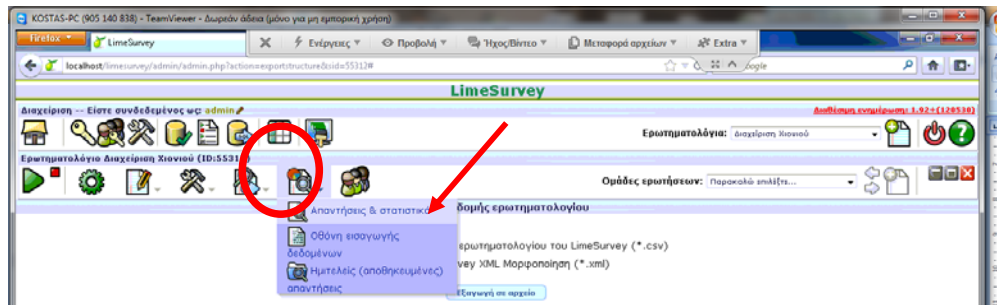 KOSTAS-PC (905 140 838) - TeamViewer - Δωρεάν άδεια (μόνο για μη εμπορική χρήση)
Firefox
LimeSurvey
Ενέργειες
Προβολή
Ήχος/Βίντεο
Μεταφορά αρχείων
Extra
localhost/limesurvey/admin/admin.php?action=exportstructure&sid=55312#
LimeSurvey
Διαχείριση -- Είστε συνδεδεμένος ως: admin
Διαθέσιμη ενημέρωση: 1.92+(120530)
Ερωτηματολόγια: Διαχείριση Χιονιού
Ερωτηματολόγιο Διαχείριση Χιονιού (ID:5531
Ομάδες ερωτήσεων: Παρακαλώ επιλέξτε...
Απαντήσεις & στατιστικά
δομής ερωτηματολογίου
Οθόνη εισαγωγής
δεδομένων
ερωτηματολογίου του LimeSurvey (*.csv)
Ημιτελείς (αποθηκευμένες)
απαντήσεις
vey XML Μορφοποίηση (*.xml)
Εξαγωγή σε αρχείο